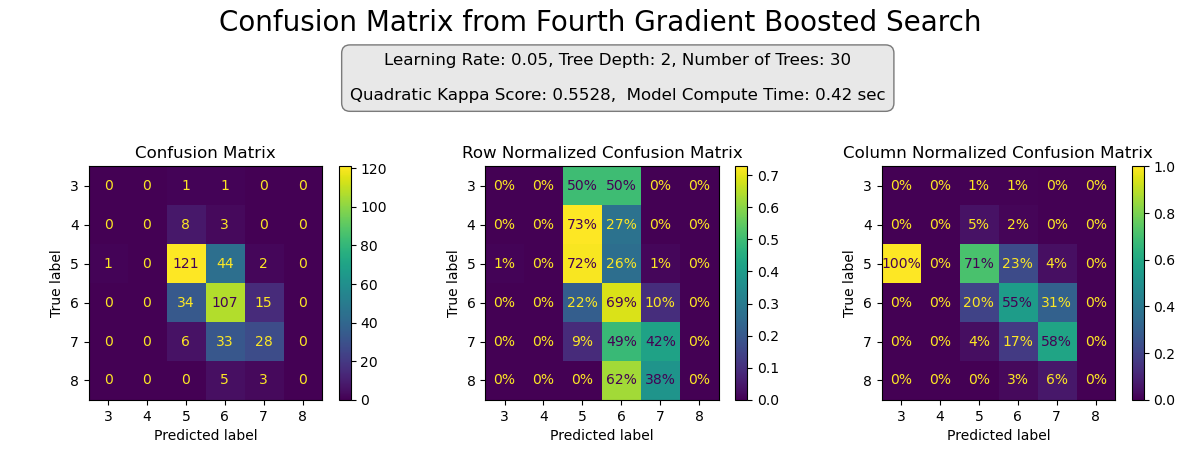 Confusion Matrix from Fourth Gradient Boosted Search
Learning Rate: 0.05, Tree Depth: 2, Number of Trees: 30
Quadratic Kappa Score: 0.5528,  Model Compute Time: 0.42 sec
Confusion Matrix
True label
3 0 0 1 1 0 0
4 0 0 8 3 0 0
5 1 0 121 44 2 0
6 0 0 34 107 15 0
7 0 0 6 33 28 0
8 0 0 0 5 3 0
3 4 5 6 7 8
Predicted label
120
100
80
60
40
20
0
Row Normalized Confusion Matrix
True label
3 0% 0% 50% 50% 0% 0%
4 0% 0% 73% 27% 0% 0%
5 1% 0% 72% 26% 1% 0%
6 0% 0% 22% 69% 10% 0%
7 0% 0% 9% 49% 42% 0%
8 0% 0% 0% 62% 38% 0%
3 4 5 6 7 8
Predicted label
0.7
0.6
0.5
0.4
0.3
0.2
0.1
0.0
Column Normalized Confusion Matrix
True label
3 0% 0% 1% 1% 0% 0%
4 0% 0% 5% 2% 0% 0%
5 100% 0% 71% 23% 4% 0%
6 0% 0% 20% 55% 31% 0%
7 0% 0% 4% 17% 58% 0%
8 0% 0% 0% 3% 6% 0%
3 4 5 6 7 8
Predicted label
1.0
0.8
0.6
0.4
0.2
0.0